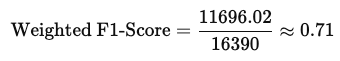 Weighted F1-Score = 11696.02 / 16390 ≈ 0.71